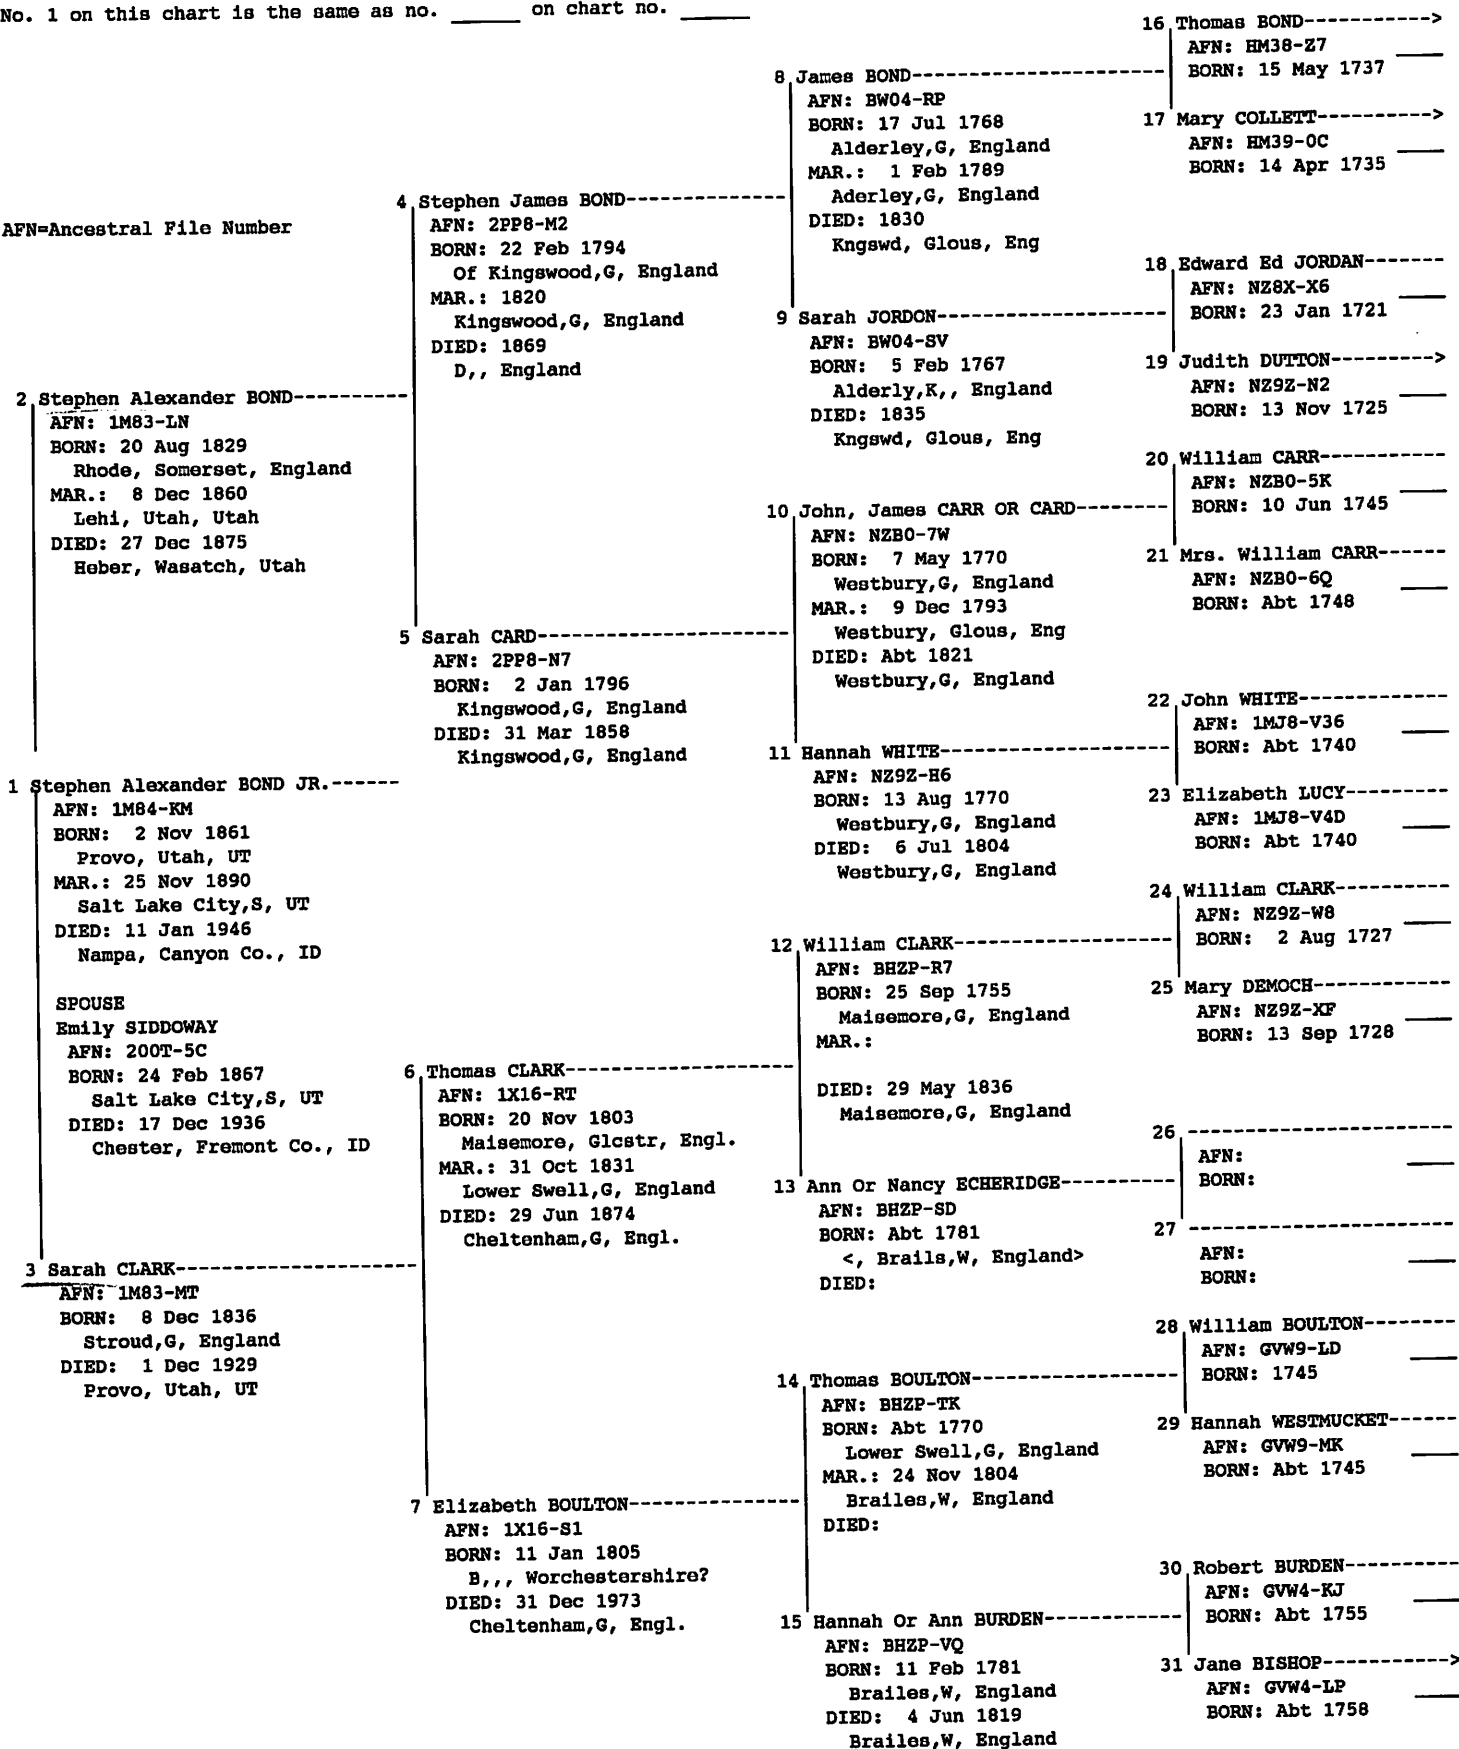 No. 1 on this chart is the same as no. ______ on chart no. ______
AFN=Ancestral File Number
1 Stephen Alexander BOND JR.------
AFN: 1M84-KM
BORN: 2 Nov 1861
Provo, Utah, UT
MAR.: 25 Nov 1890
Salt Lake City,S, UT
DIED: 11 Jan 1946
Nampa, Canyon Co., ID
SPOUSE
Emily SIDDOWAY
AFN: 200T-5C
BORN: 24 Feb 1867
Salt Lake City,S, UT
DIED: 17 Dec 1936
Chester, Fremont Co., ID
2 Stephen Alexander BOND----------
AFN: 1M83-LN
BORN: 20 Aug 1829
Rhode, Somerset, England
MAR.: 8 Dec 1860
Lehi, Utah, Utah
DIED: 27 Dec 1875
Heber, Wasatch, Utah
3 Sarah CLARK---------------------
AFN: 1M83-MT
BORN: 8 Dec 1836
Stroud,G, England
DIED: 1 Dec 1929
Provo, Utah, UT
4 Stephen James BOND--------------
AFN: 2PP8-M2
BORN: 22 Feb 1794
Of Kingswood,G, England
MAR.: 1820
Kingswood,G, England
DIED: 1869
D,, England
5 Sarah CARD----------------------
AFN: 2PP8-N7
BORN: 2 Jan 1796
Kingswood,G, England
DIED: 31 Mar 1858
Kingswood,G, England
6 Thomas CLARK--------------------
AFN: 1X16-RT
BORN: 20 Nov 1803
Maisemore, Glcstr, Engl.
MAR.: 31 Oct 1831
Lower Swell,G, England
DIED: 29 Jun 1874
Cheltenham,G, Engl.
7 Elizabeth BOULTON---------------
AFN: 1X16-S1
BORN: 11 Jan 1805
B,,, Worchestershire?
DIED: 31 Dec 1973
Cheltenham,G, Engl.
8 James BOND----------------------
AFN: BW04-RP
BORN: 17 Jul 1768
Alderley,G, England
MAR.: 1 Feb 1789
Aderley,G, England
DIED: 1830
Kngswd, Glous, Eng
9 Sarah JORDON--------------------
AFN: BW04-SV
BORN: 5 Feb 1767
Alderly,K,, England
DIED: 1835
Kngswd, Glous, Eng
10 John, James CARR OR CARD--------
AFN: NZB0-7W
BORN: 7 May 1770
Westbury,G, England
MAR.: 9 Dec 1793
Westbury, Glous, Eng
DIED: Abt 1821
Westbury,G, England
11 Hannah WHITE--------------------
AFN: NZ9Z-H6
BORN: 13 Aug 1770
Westbury,G, England
DIED: 6 Jul 1804
Westbury,G, England
12 William CLARK-------------------
AFN: BHZP-R7
BORN: 25 Sep 1755
Maisemore,G, England
MAR.:
DIED: 29 May 1836
Maisemore,G, England
13 Ann Or Nancy ECHERIDGE----------
AFN: BHZP-SD
BORN: Abt 1781
<, Brails,W, England>
DIED:
14 Thomas BOULTON------------------
AFN: BHZP-TK
BORN: Abt 1770
Lower Swell,G, England
MAR.: 24 Nov 1804
Brailes,W, England
DIED:
15 Hannah Or Ann BURDEN------------
AFN: BHZP-VQ
BORN: 11 Feb 1781
Brailes,W, England
DIED: 4 Jun 1819
Brailes,W, England
16 Thomas BOND----------->
AFN: HM38-Z7
BORN: 15 May 1737
17 Mary COLLETT---------->
AFN: HM39-0C
BORN: 14 Apr 1735
18 Edward Ed JORDAN-------
AFN: NZ8X-X6
BORN: 23 Jan 1721
19 Judith DUTTON--------->
AFN: NZ9Z-N2
BORN: 13 Nov 1725
20 William CARR-----------
AFN: NZB0-5K
BORN: 10 Jun 1745
21 Mrs. William CARR------
AFN: NZB0-6Q
BORN: Abt 1748
22 John WHITE-------------
AFN: 1MJ8-V36
BORN: Abt 1740
23 Elizabeth LUCY---------
AFN: 1MJ8-V4D
BORN: Abt 1740
24 William CLARK----------
AFN: NZ9Z-W8
BORN: 2 Aug 1727
25 Mary DEMOCH------------
AFN: NZ9Z-XF
BORN: 13 Sep 1728
26 -----------------------
AFN:
BORN:
27 -----------------------
AFN:
BORN:
28 William BOULTON--------
AFN: GVW9-LD
BORN: 1745
29 Hannah WESTMUCKET------
AFN: GVW9-MK
BORN: Abt 1745
30 Robert BURDEN----------
AFN: GVW4-KJ
BORN: Abt 1755
31 Jane BISHOP----------->
AFN: GVW4-LP
BORN: Abt 1758